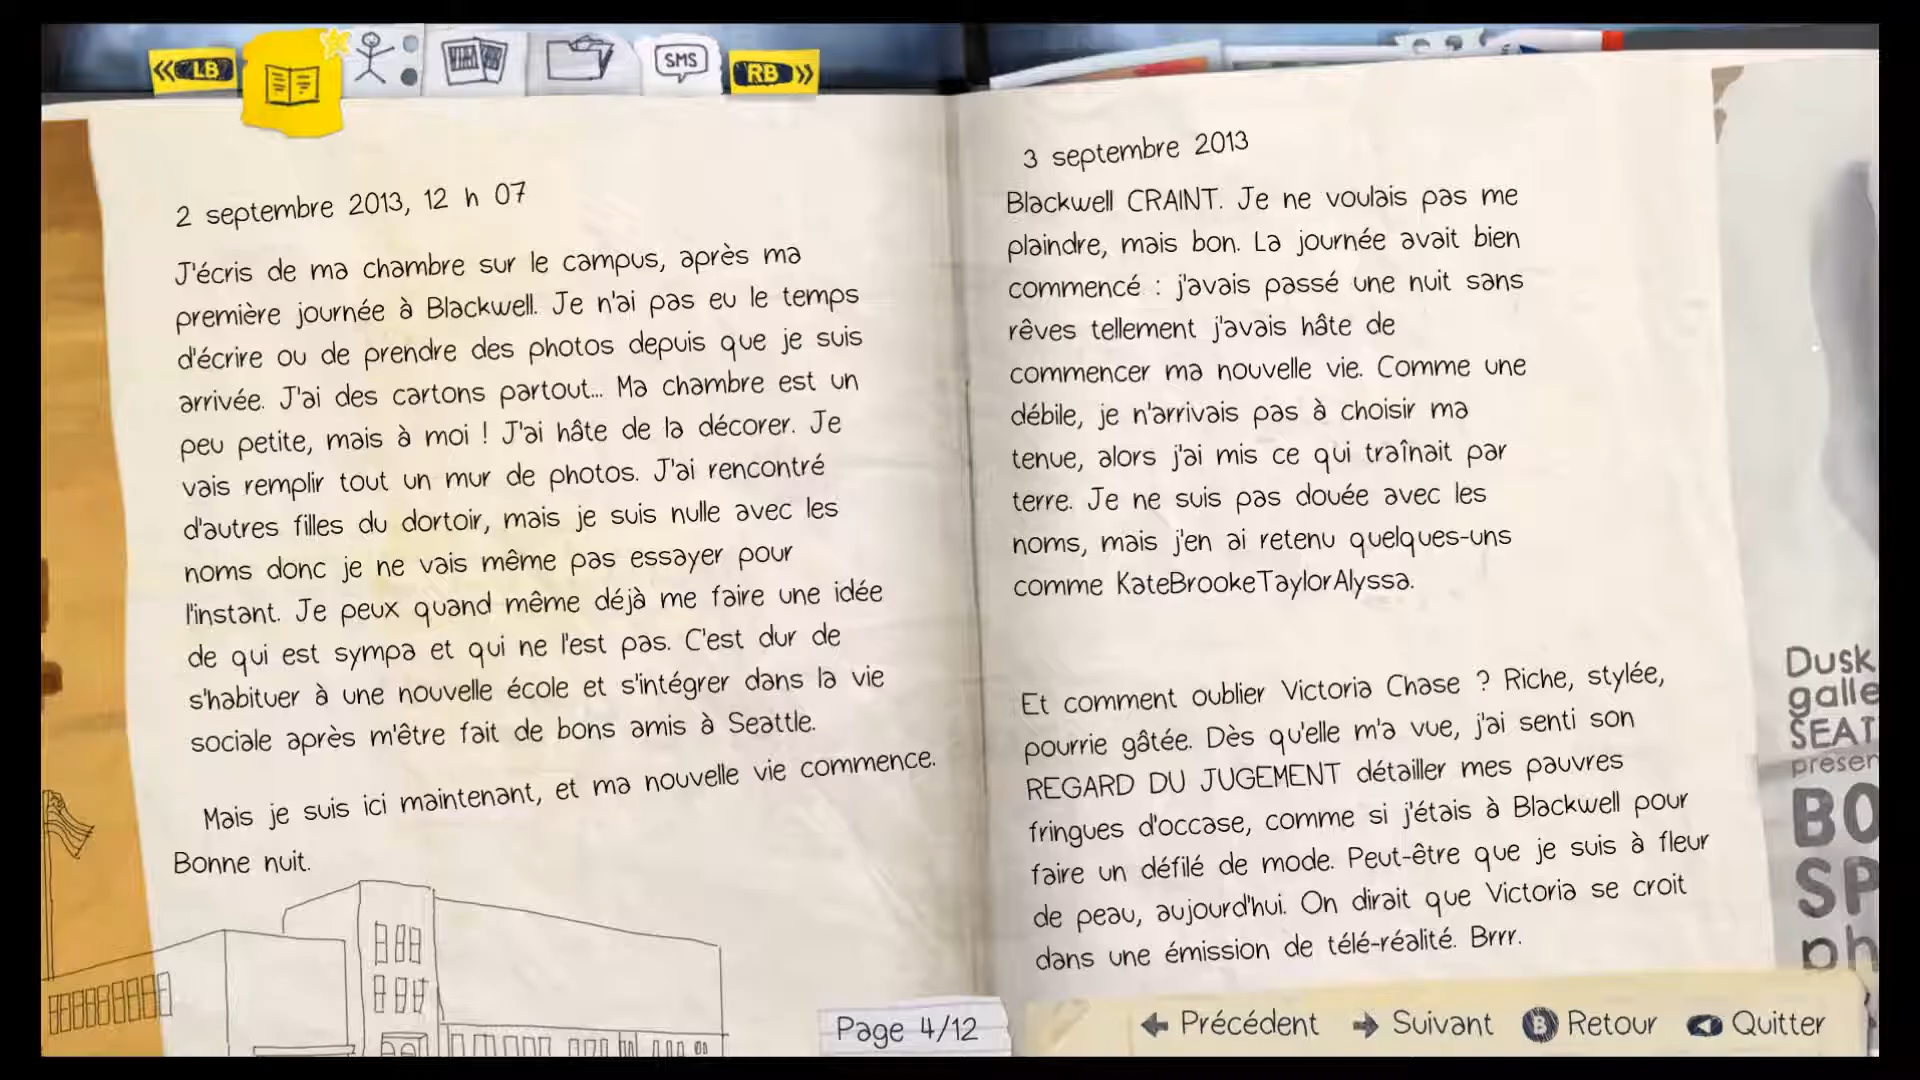 LB
SMS
RB
2 septembre 2013, 12 h 07
J'écris de ma chambre sur le campus, après ma
première journée à Blackwell. Je n'ai pas eu le temps
d'écrire ou de prendre des photos depuis que je suis
arrivée. J'ai des cartons partout... Ma chambre est un
peu petite, mais à moi ! J'ai hâte de la décorer. Je
vais remplir tout un mur de photos. J'ai rencontré
d'autres filles du dortoir, mais je suis nulle avec les
noms donc je ne vais même pas essayer pour
l'instant. Je peux quand même déjà me faire une idée
de qui est sympa et qui ne l'est pas. C'est dur de
s'habituer à une nouvelle école et s'intégrer dans la vie
sociale après m'être fait de bons amis à Seattle.
Mais je suis ici maintenant, et ma nouvelle vie commence.
Bonne nuit.
3 septembre 2013
Blackwell CRAINT. Je ne voulais pas me
plaindre, mais bon. La journée avait bien
commencé : j'avais passé une nuit sans
rêves tellement j'avais hâte de
commencer ma nouvelle vie. Comme une
débile, je n'arrivais pas à choisir ma
tenue, alors j'ai mis ce qui traînait par
terre. Je ne suis pas douée avec les
noms, mais j'en ai retenu quelques-uns
comme KateBrookeTaylorAlyssa.
Et comment oublier Victoria Chase ? Riche, stylée,
pourrie gâtée. Dès qu'elle m'a vue, j'ai senti son
REGARD DU JUGEMENT détailler mes pauvres
fringues d'occase, comme si j'étais à Blackwell pour
faire un défilé de mode. Peut-être que je suis à fleur
de peau, aujourd'hui. On dirait que Victoria se croit
dans une émission de télé-réalité. Brrr.
Dusk
galle
SEAT
présen
BO
SP
ph
Page 4/12
Précédent
Suivant
B Retour
Quitter